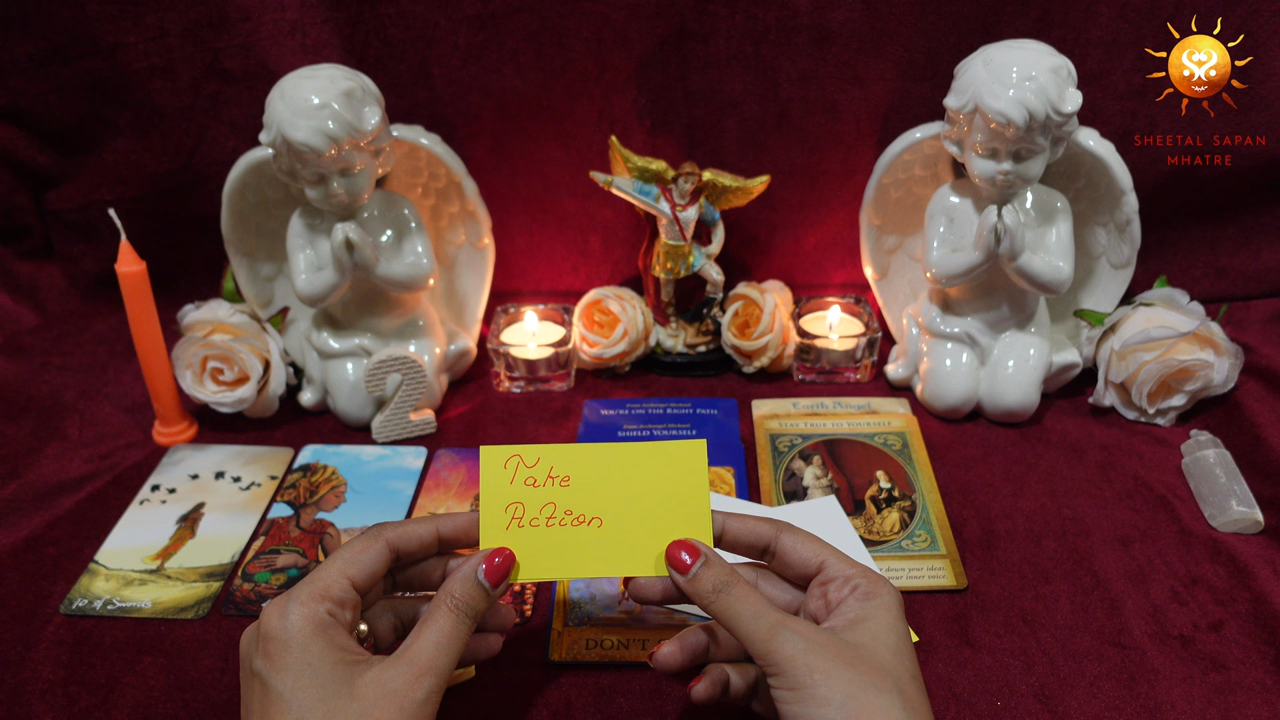 SHEETAL SAPAN
MHATRE
2
From Archangel Michael
YOU'RE ON THE RIGHT PATH
From Archangel Michael
SHIELD YOURSELF
Earth Angel
STAY TRUE TO YOURSELF
Take
Action
down your ideas.
your inner voice.
10 of Swords
DON'T